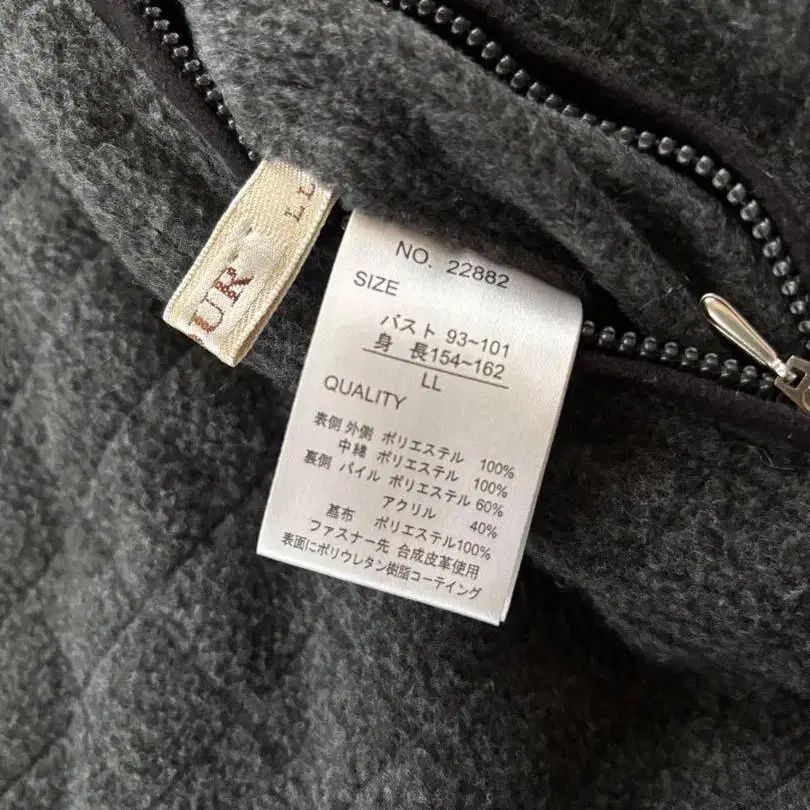 UR
NO. 22882
SIZE
バスト 93~101
身 長154~162
LL
QUALITY
表側 外側 ポリエステル 100%
中綿 ポリエステル 100%
裏側 パイル ポリエステル 60%
アクリル 40%
基布 ポリエステル100%
ファスナー先 合成皮革使用
表面にポリウレタン樹脂コーテイング